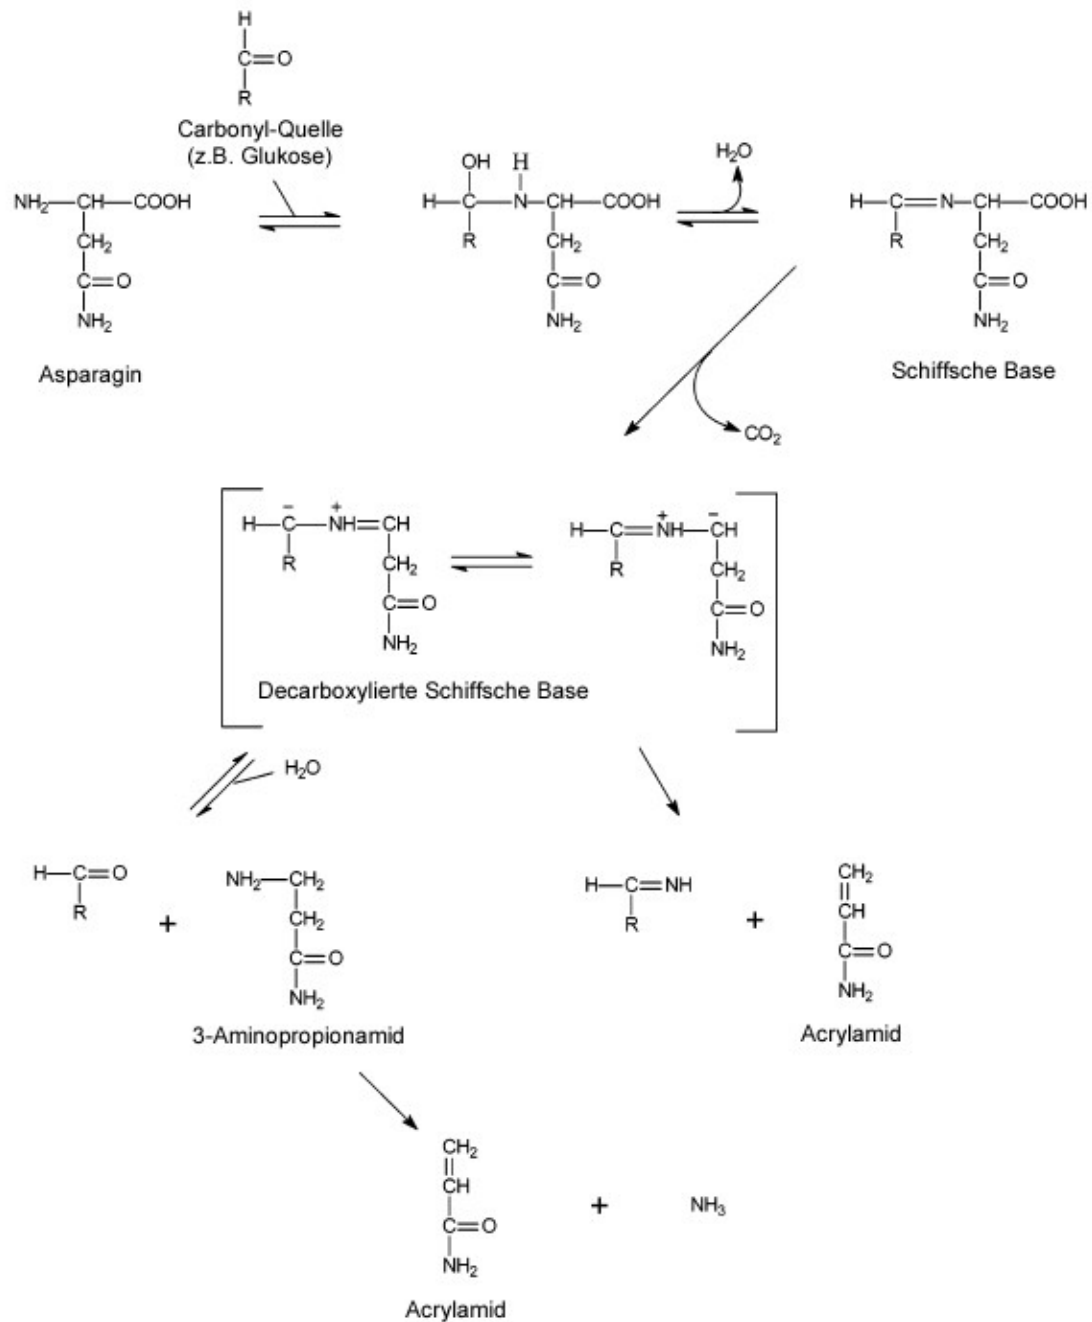 H
C=O
R
Carbonyl-Quelle
(z.B. Glukose)
NH₂—CH—COOH
CH₂
C=O
NH₂
Asparagin
OH H
H—C—N—CH—COOH
R CH₂
C=O
NH₂
H₂O
H—C=N—CH—COOH
R CH₂
C=O
NH₂
Schiffsche Base
CO₂
− +
H—C—NH=CH
R CH₂
C=O
NH₂
+ −
H—C=NH—CH
R CH₂
C=O
NH₂
Decarboxylierte Schiffsche Base
H₂O
H—C=O
R
+
NH₂—CH₂
CH₂
C=O
NH₂
3-Aminopropionamid
H—C=NH
R
+
CH₂
CH
C=O
NH₂
Acrylamid
CH₂
CH
C=O
NH₂
Acrylamid
+
NH₃